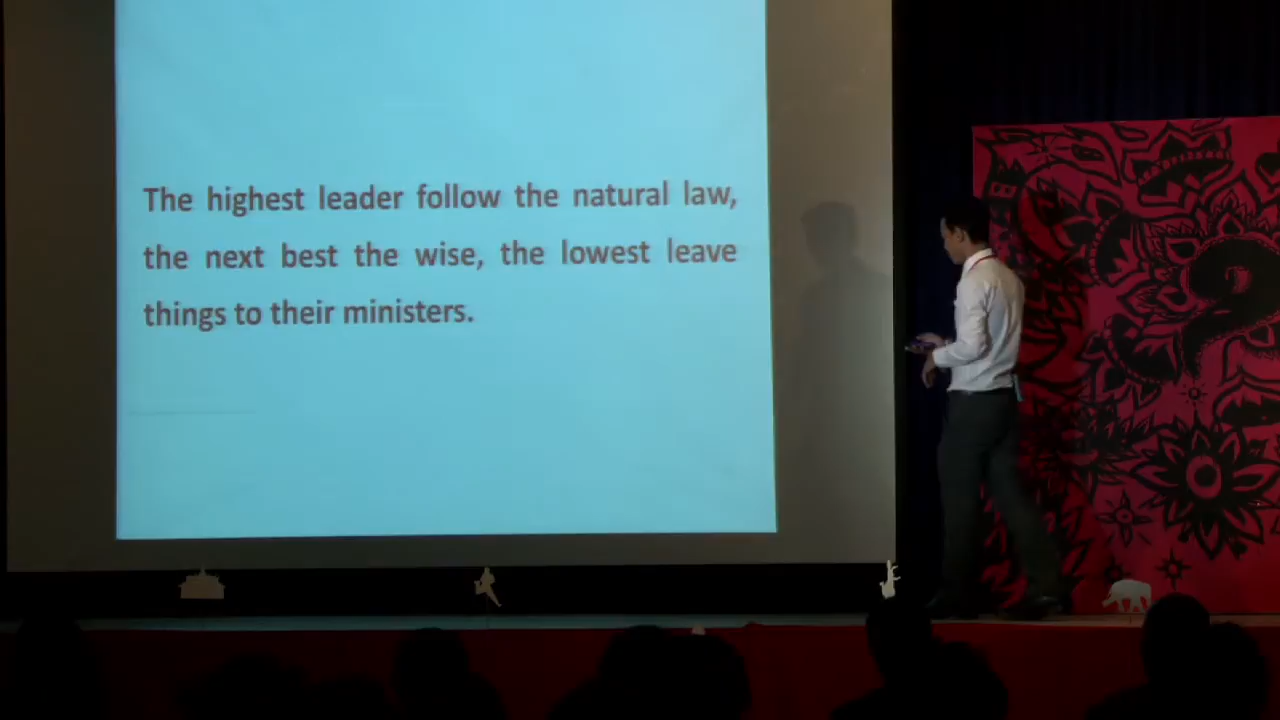 The highest leader follow the natural law,
the next best the wise, the lowest leave
things to their ministers.